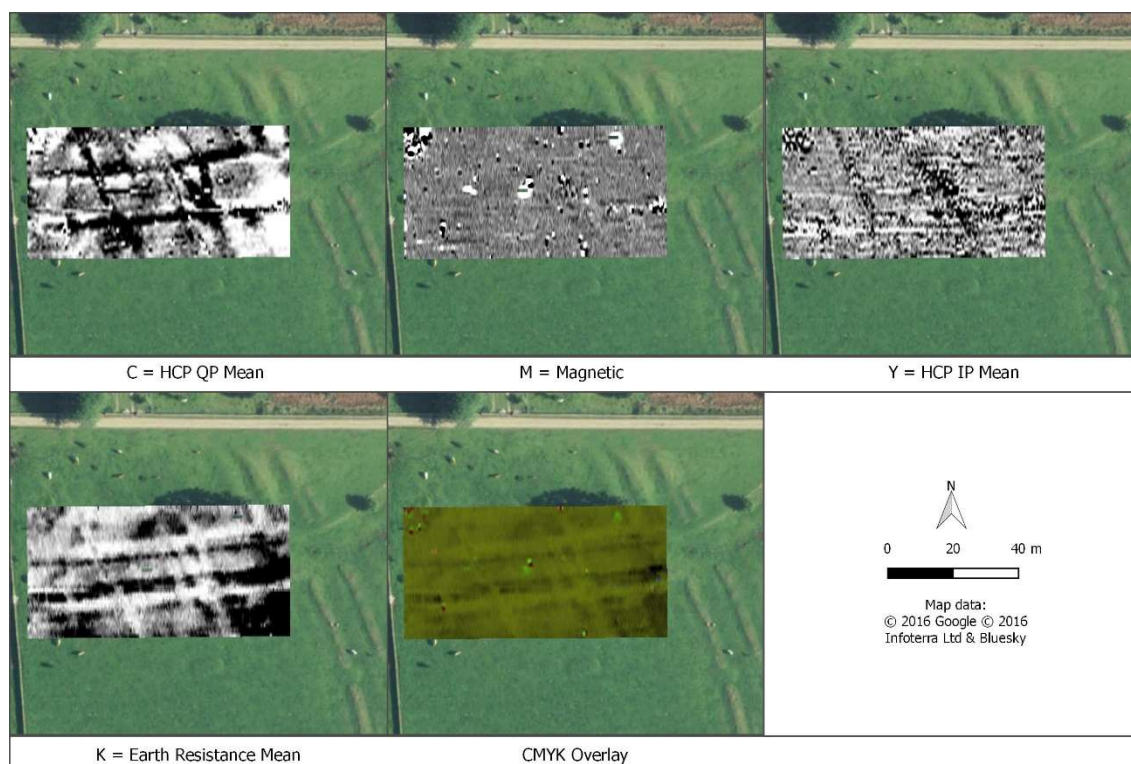 C = HCP QP Mean
M = Magnetic
Y = HCP IP Mean
N
0 20 40 m
Map data:
© 2016 Google © 2016
Infoterra Ltd & Bluesky
K = Earth Resistance Mean
CMYK Overlay